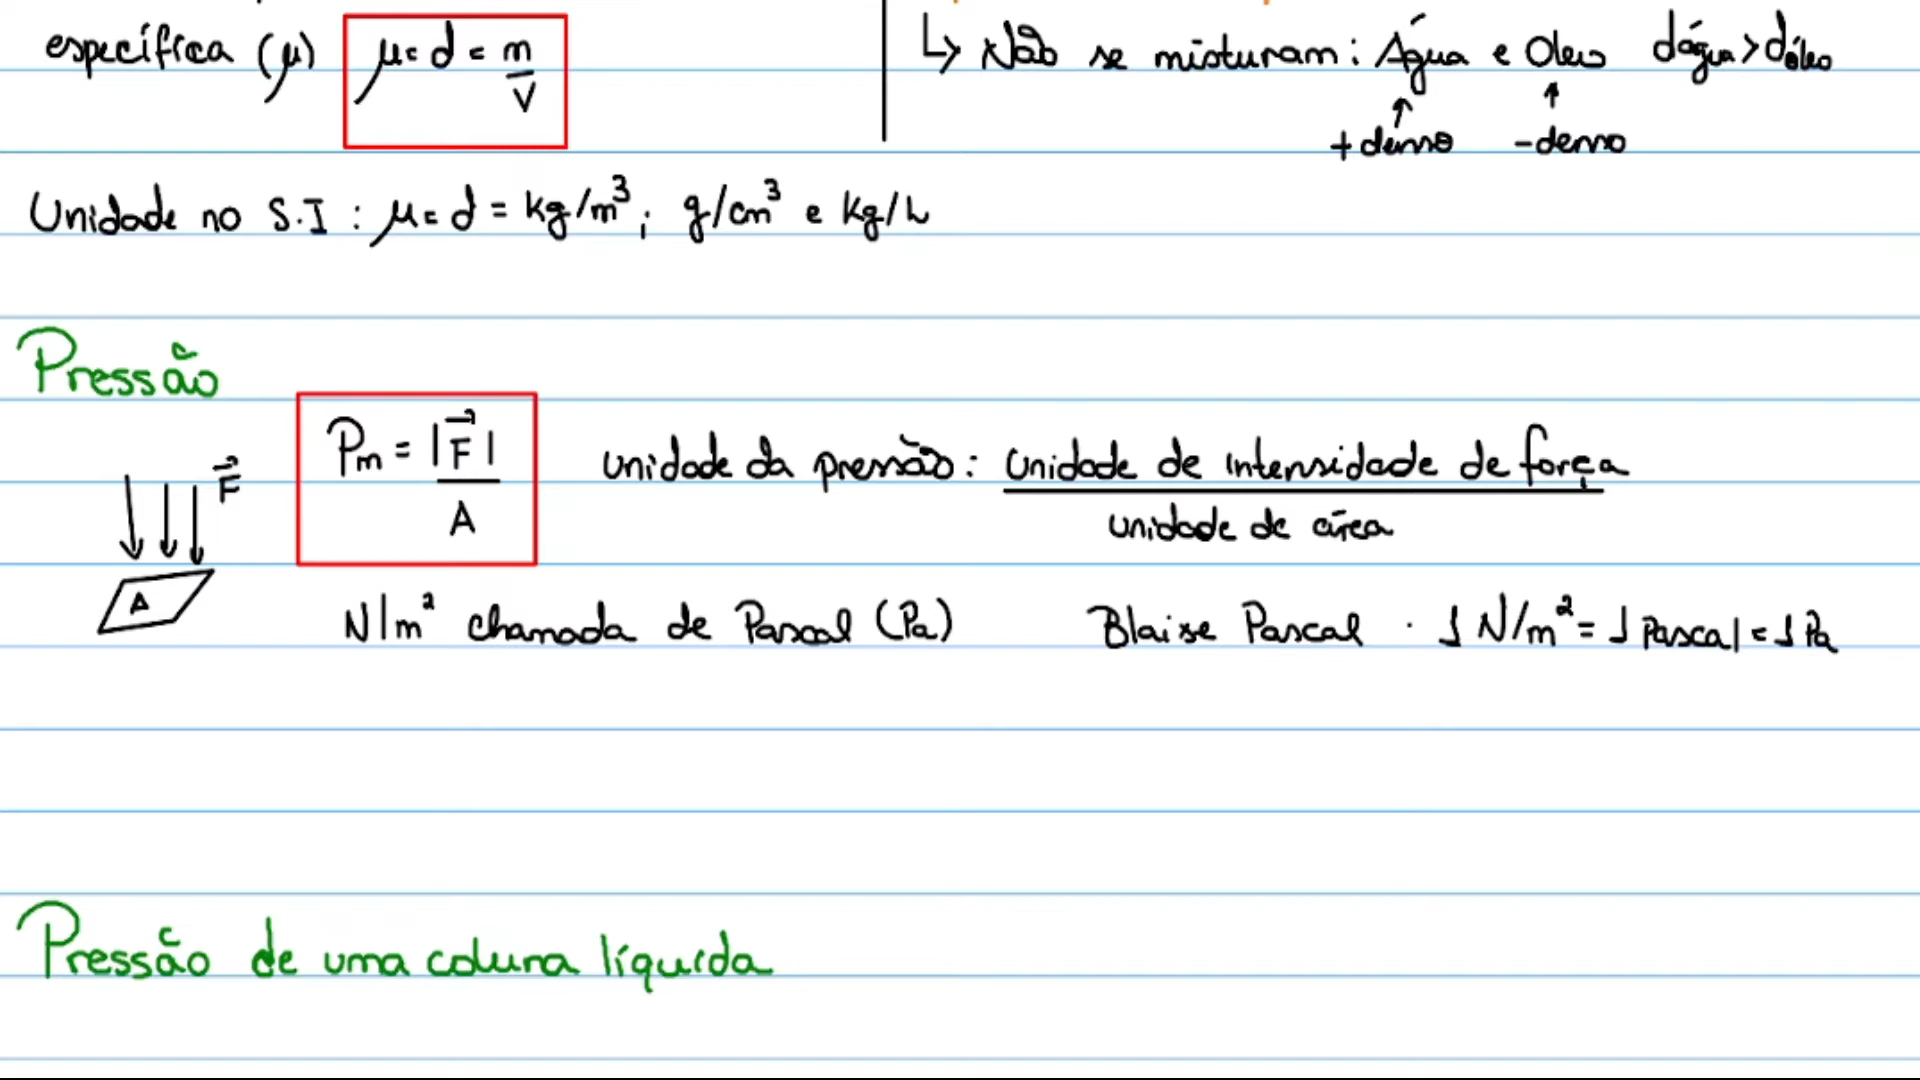 específica (μ) μ = d = m
V
↳ Não se misturam: Água e Óleo dágua > dóleo
↑ ↑
+denso -denso
Unidade no S.I : μ = d = kg/m³; g/cm³ e kg/L
Pressão
F Pm = |F| unidade da pressão: unidade de intensidade de força
A unidade de área
A N/m² chamada de Pascal (Pa) Blaise Pascal . 1 N/m² = 1 Pascal = 1 Pa
Pressão de uma coluna líquida